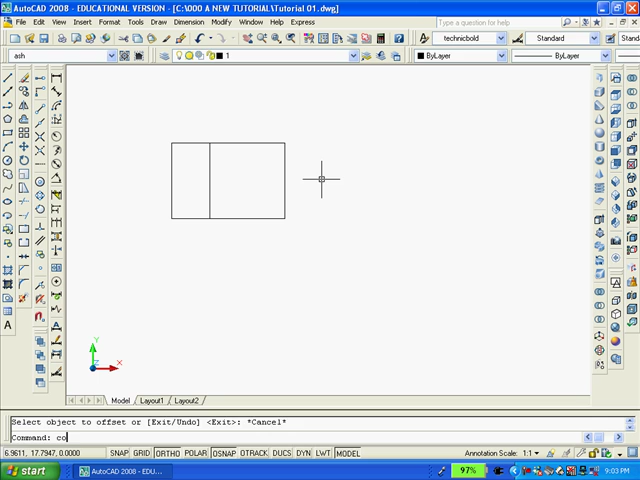 AutoCAD 2008 - EDUCATIONAL VERSION - [C:\000 A NEW TUTORIAL\Tutorial 01.dwg]
File Edit View Insert Format Tools Draw Dimension Modify Window Help Express
Type a question for help
technicbold Standard Standa
ash 1 ByLayer ByLayer
Y
X
Z
A
A
Model Layout1 Layout2
Select object to offset or [Exit/Undo] <Exit>: *Cancel*
Command: co
6.9611, 17.7947, 0.0000 SNAP GRID ORTHO POLAR OSNAP OTRACK DUCS DYN LWT MODEL Annotation Scale: 1:1
start AutoCAD 2008 - EDU... 97% 9:03 PM